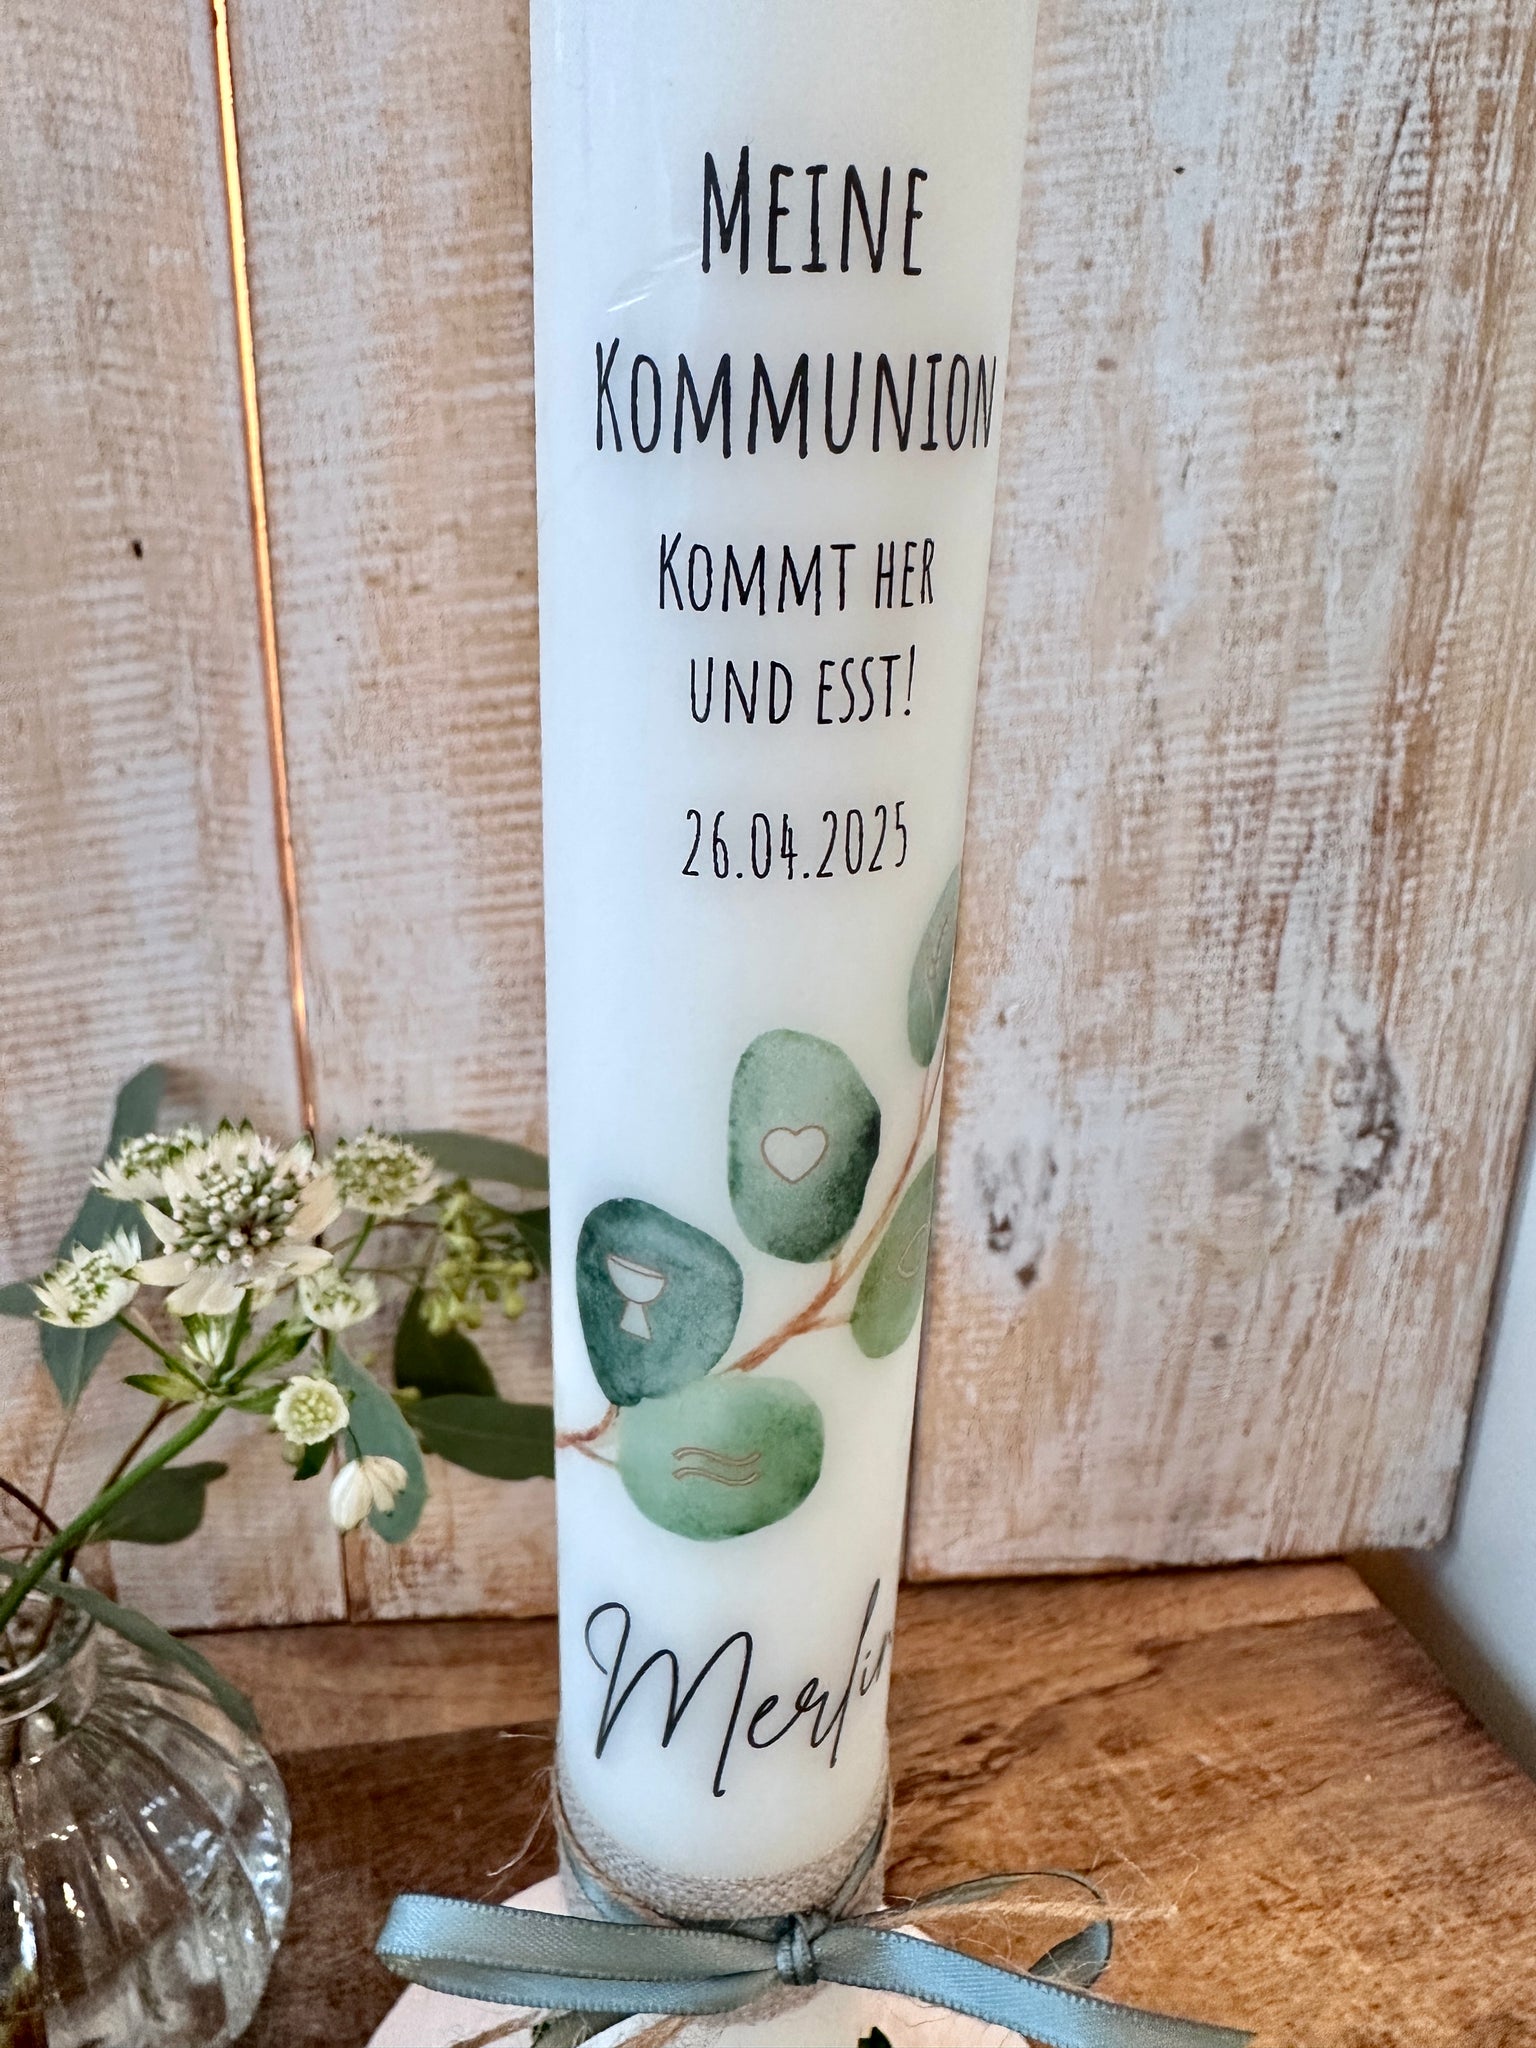 MEINE
KOMMUNION
KOMMT HER
UND ESST!
26.04.2025
Merlin